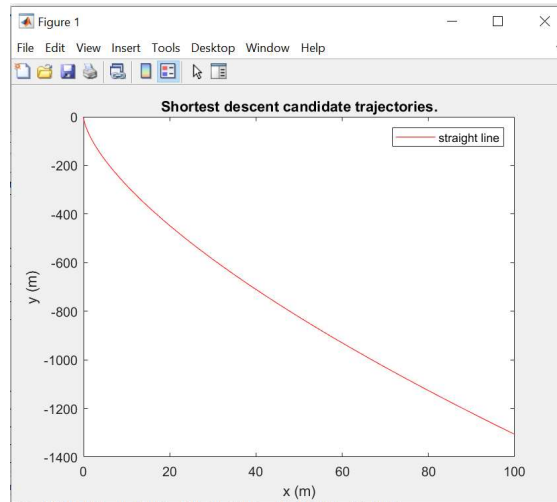 Figure 1
File Edit View Insert Tools Desktop Window Help
Shortest descent candidate trajectories.
straight line
0
-200
-400
-600
-800
-1000
-1200
-1400
y (m)
0 20 40 60 80 100
x (m)